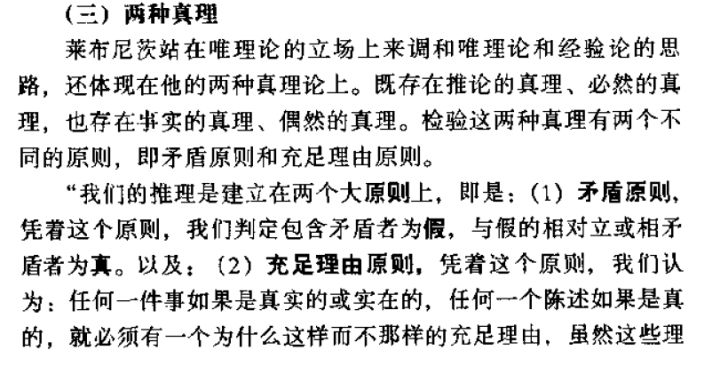 (三) 两种真理
莱布尼茨站在唯理论的立场上来调和唯理论和经验论的思
路，还体现在他的两种真理论上。既存在推论的真理、必然的真
理，也存在事实的真理、偶然的真理。检验这两种真理有两个不
同的原则，即矛盾原则和充足理由原则。
“我们的推理是建立在两个大原则上，即是：(1) 矛盾原则，
凭着这个原则，我们判定包含矛盾者为假，与假的相对立或相矛
盾者为真。以及：(2) 充足理由原则，凭着这个原则，我们认
为：任何一件事如果是真实的或实在的，任何一个陈述如果是真
的，就必须有一个为什么这样而不那样的充足理由，虽然这些理